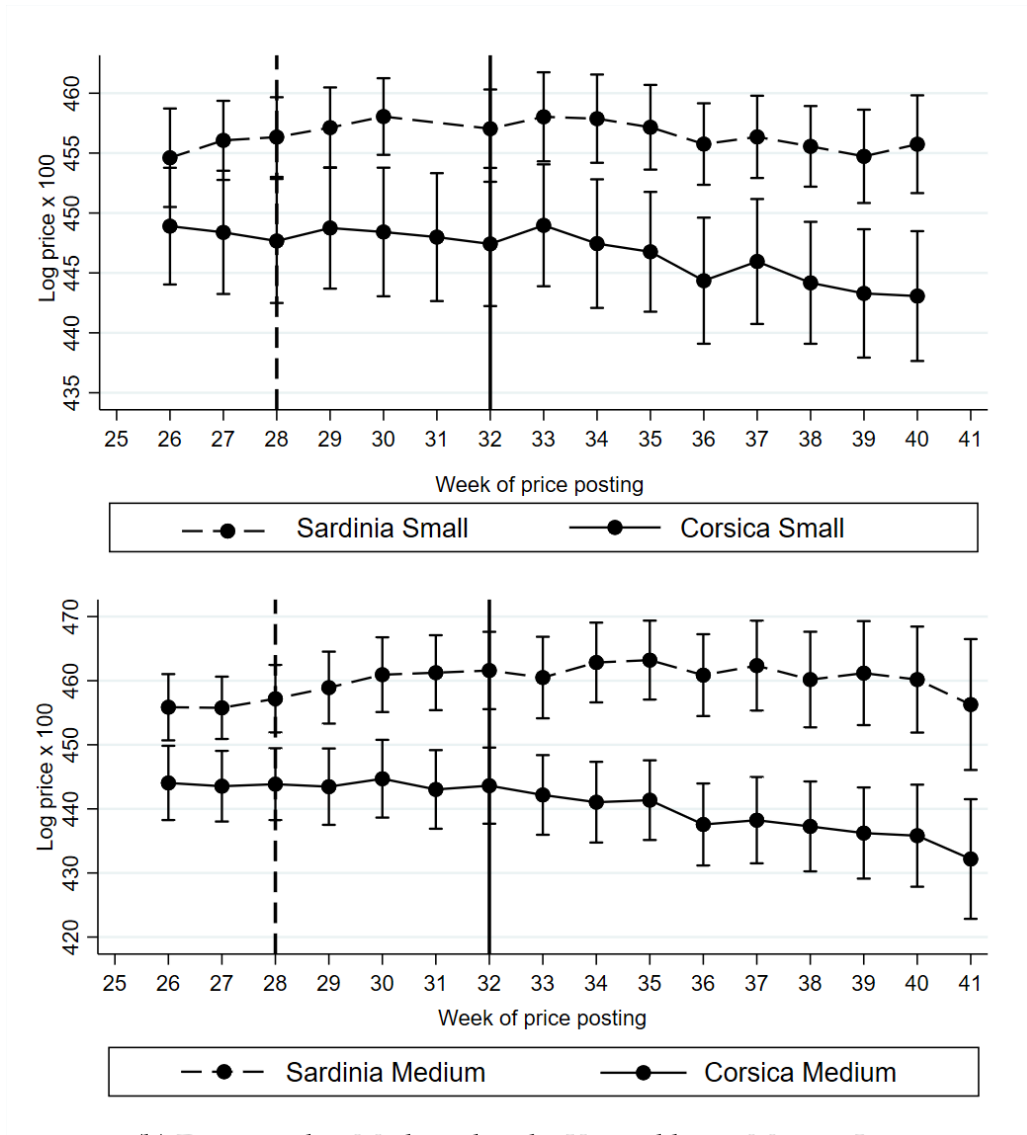 460
455
450
445
440
435
Log price x 100
25 26 27 28 29 30 31 32 33 34 35 36 37 38 39 40 41
Week of price posting
Sardinia Small Corsica Small
470
460
450
440
430
420
Log price x 100
25 26 27 28 29 30 31 32 33 34 35 36 37 38 39 40 41
Week of price posting
Sardinia Medium Corsica Medium